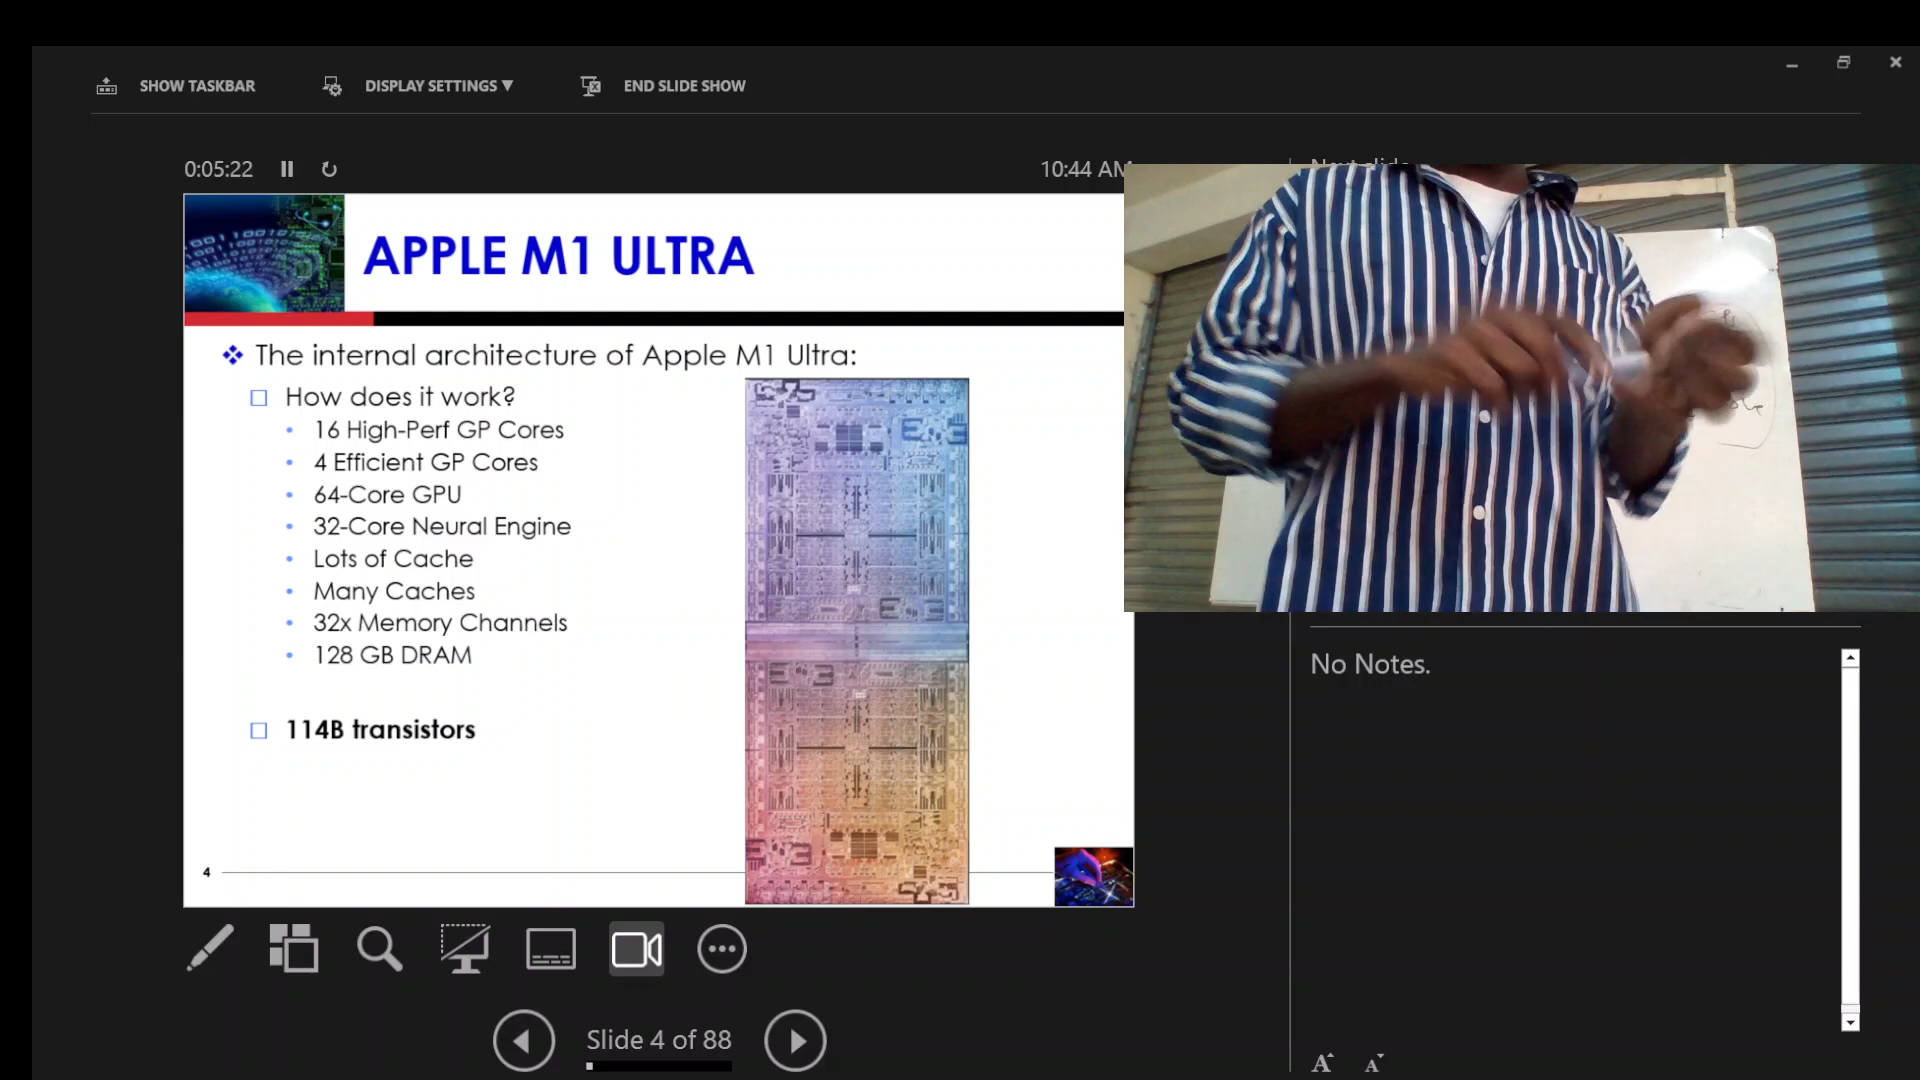 SHOW TASKBAR DISPLAY SETTINGS ▼ END SLIDE SHOW
0:05:22 10:44 AM
Next slide
APPLE M1 ULTRA
The internal architecture of Apple M1 Ultra:
How does it work?
• 16 High-Perf GP Cores
• 4 Efficient GP Cores
• 64-Core GPU
• 32-Core Neural Engine
• Lots of Cache
• Many Caches
• 32x Memory Channels
• 128 GB DRAM
114B transistors
4
Slide 4 of 88
No Notes.
A A